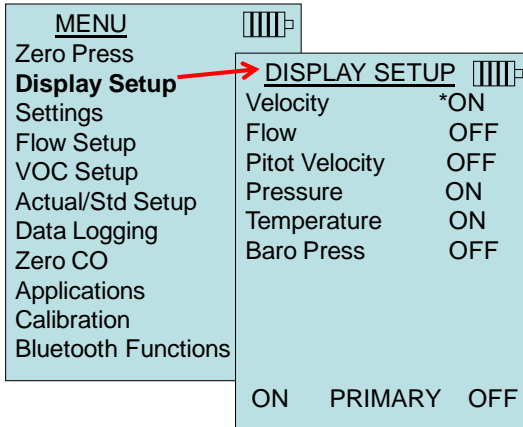 MENU
Zero Press
Display Setup
Settings
Flow Setup
VOC Setup
Actual/Std Setup
Data Logging
Zero CO
Applications
Calibration
Bluetooth Functions
DISPLAY SETUP
Velocity *ON
Flow OFF
Pitot Velocity OFF
Pressure ON
Temperature ON
Baro Press OFF
ON PRIMARY OFF